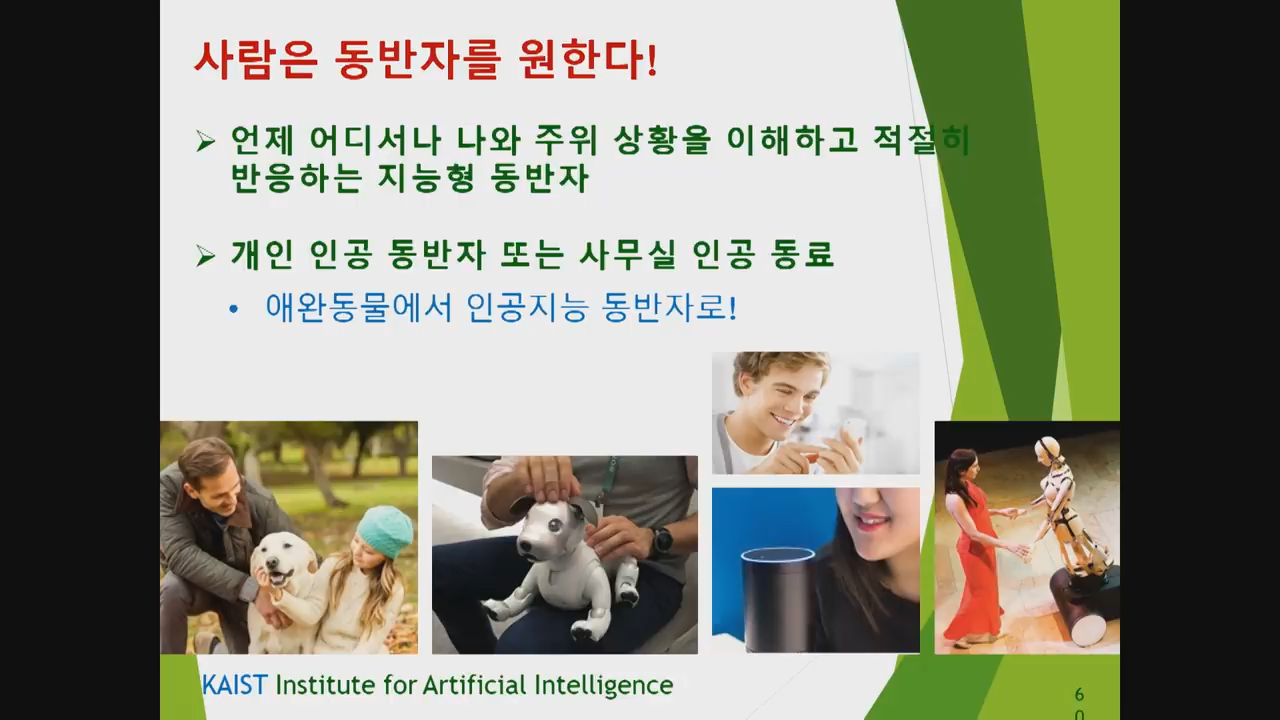 사람은 동반자를 원한다!
➢ 언제 어디서나 나와 주위 상황을 이해하고 적절히
반응하는 지능형 동반자
➢ 개인 인공 동반자 또는 사무실 인공 동료
• 애완동물에서 인공지능 동반자로!
KAIST Institute for Artificial Intelligence
6
0